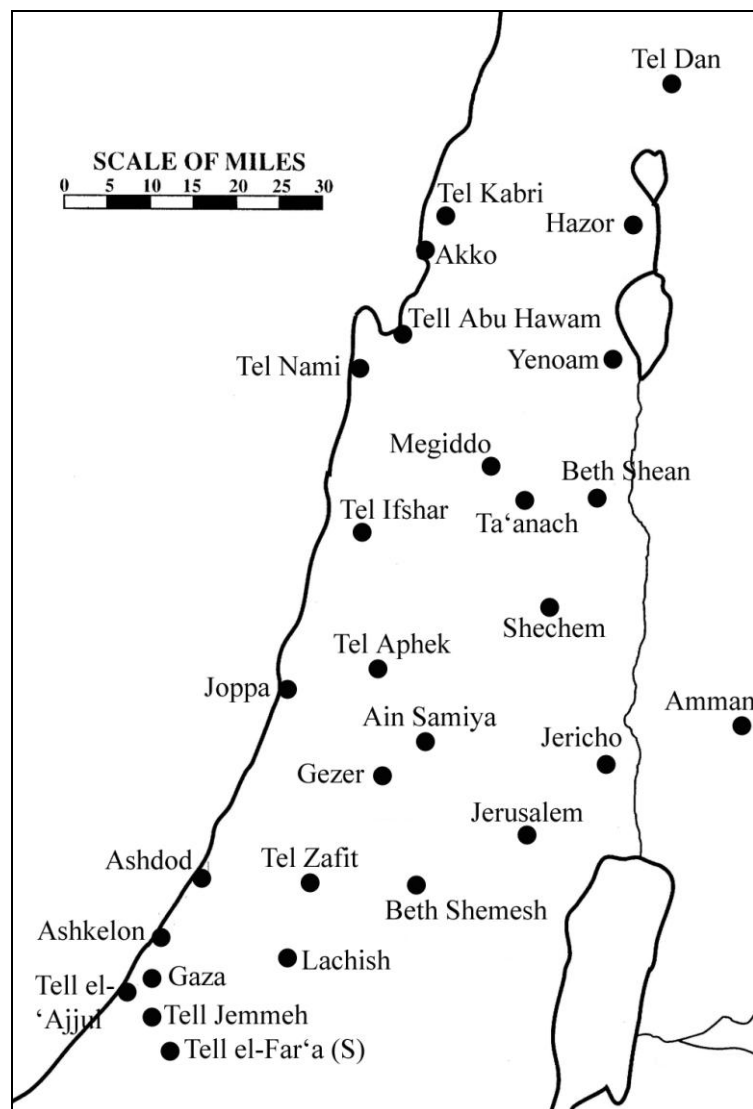 Tel Dan
SCALE OF MILES
0 5 10 15 20 25 30
Tel Kabri
Hazor
Akko
Tell Abu Hawam
Tel Nami
Yenoam
Megiddo
Beth Shean
Tel Ifshar
Ta‘anach
Shechem
Tel Aphek
Joppa
Amman
Ain Samiya
Jericho
Gezer
Jerusalem
Ashdod
Tel Zafit
Beth Shemesh
Ashkelon
Lachish
Gaza
Tell el-
‘Ajjul
Tell Jemmeh
Tell el-Far‘a (S)